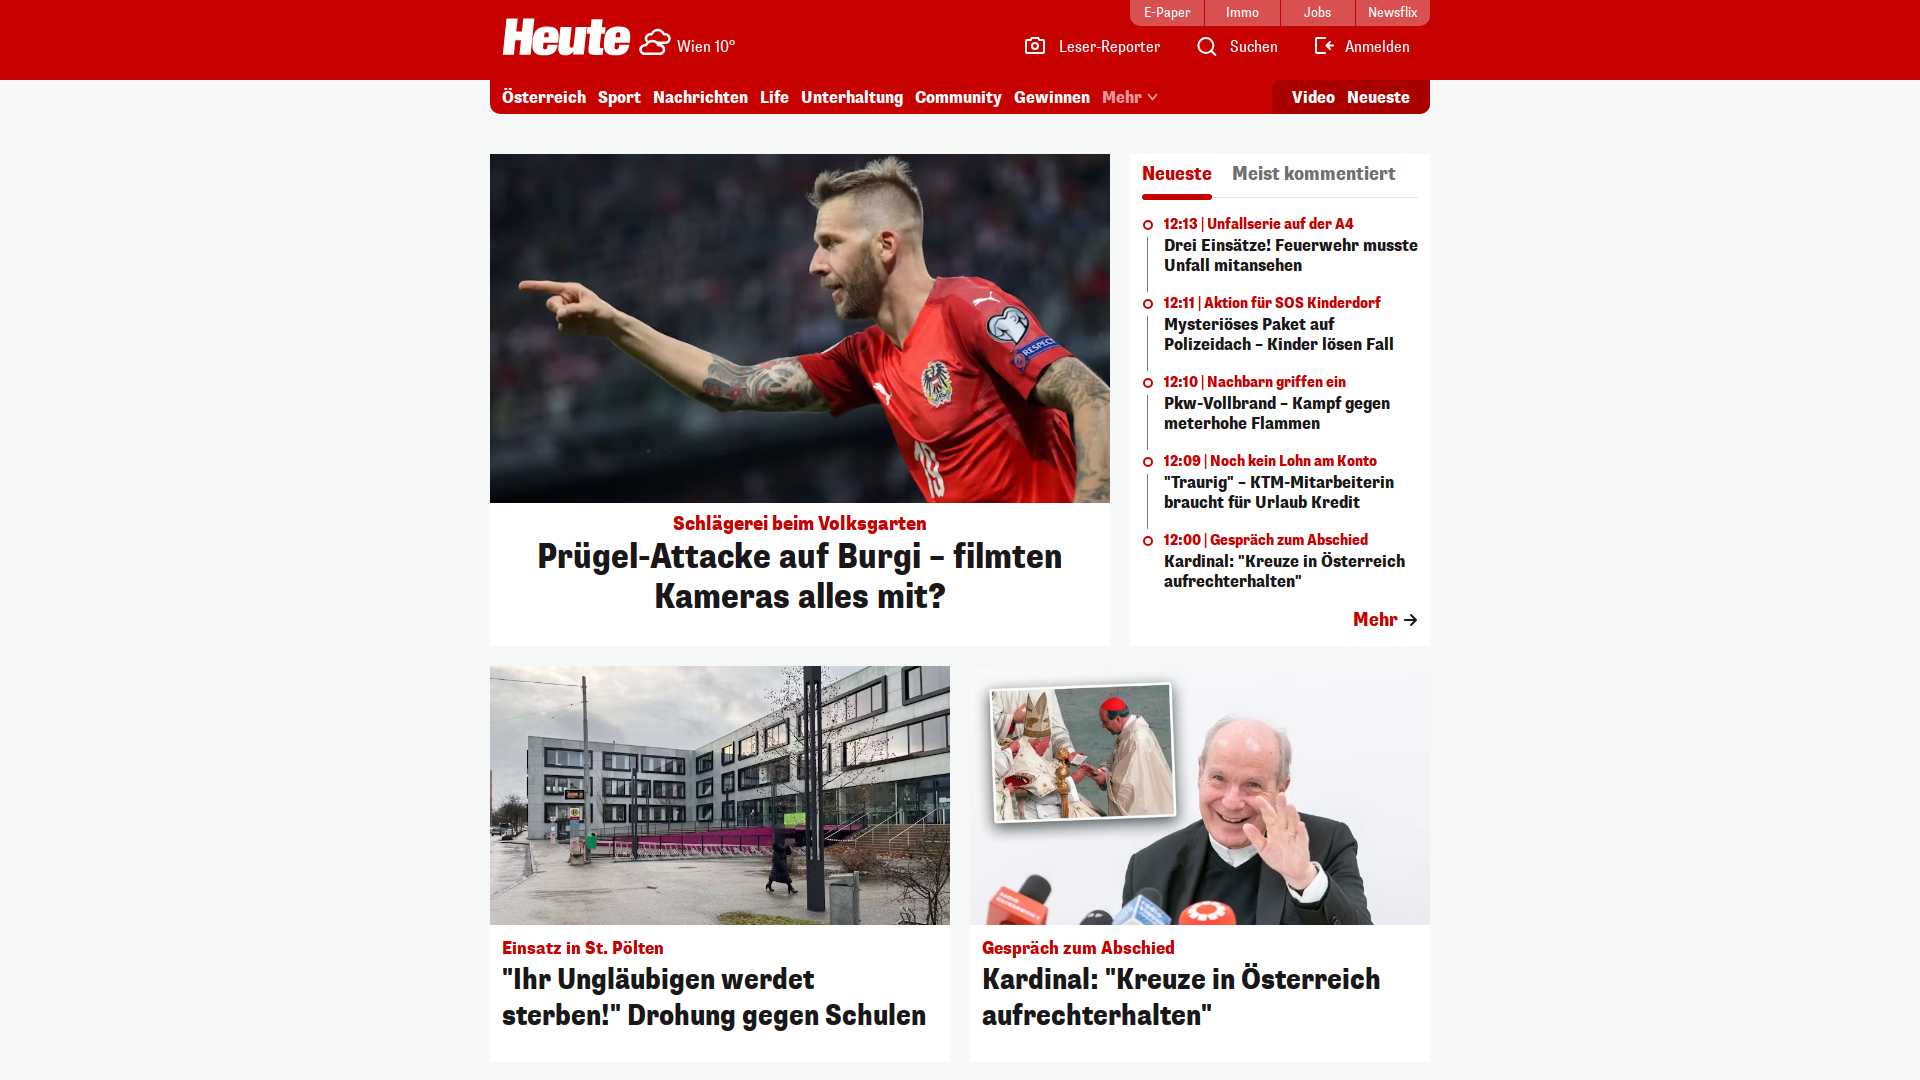 E-Paper
Immo
Jobs
Newsflix
Heute
Wien 10°
Leser-Reporter
Suchen
Anmelden
Österreich
Sport
Nachrichten
Life
Unterhaltung
Community
Gewinnen
Mehr
Video
Neueste
RESPECT
19
Schlägerei beim Volksgarten
Prügel-Attacke auf Burgi – filmten
Kameras alles mit?
Neueste
Meist kommentiert
12:13 | Unfallserie auf der A4
Drei Einsätze! Feuerwehr musste
Unfall mitansehen
12:11 | Aktion für SOS Kinderdorf
Mysteriöses Paket auf
Polizeidach – Kinder lösen Fall
12:10 | Nachbarn griffen ein
Pkw-Vollbrand – Kampf gegen
meterhohe Flammen
12:09 | Noch kein Lohn am Konto
"Traurig" – KTM-Mitarbeiterin
braucht für Urlaub Kredit
12:00 | Gespräch zum Abschied
Kardinal: "Kreuze in Österreich
aufrechterhalten"
Mehr
Einsatz in St. Pölten
"Ihr Ungläubigen werdet
sterben!" Drohung gegen Schulen
Gespräch zum Abschied
Kardinal: "Kreuze in Österreich
aufrechterhalten"